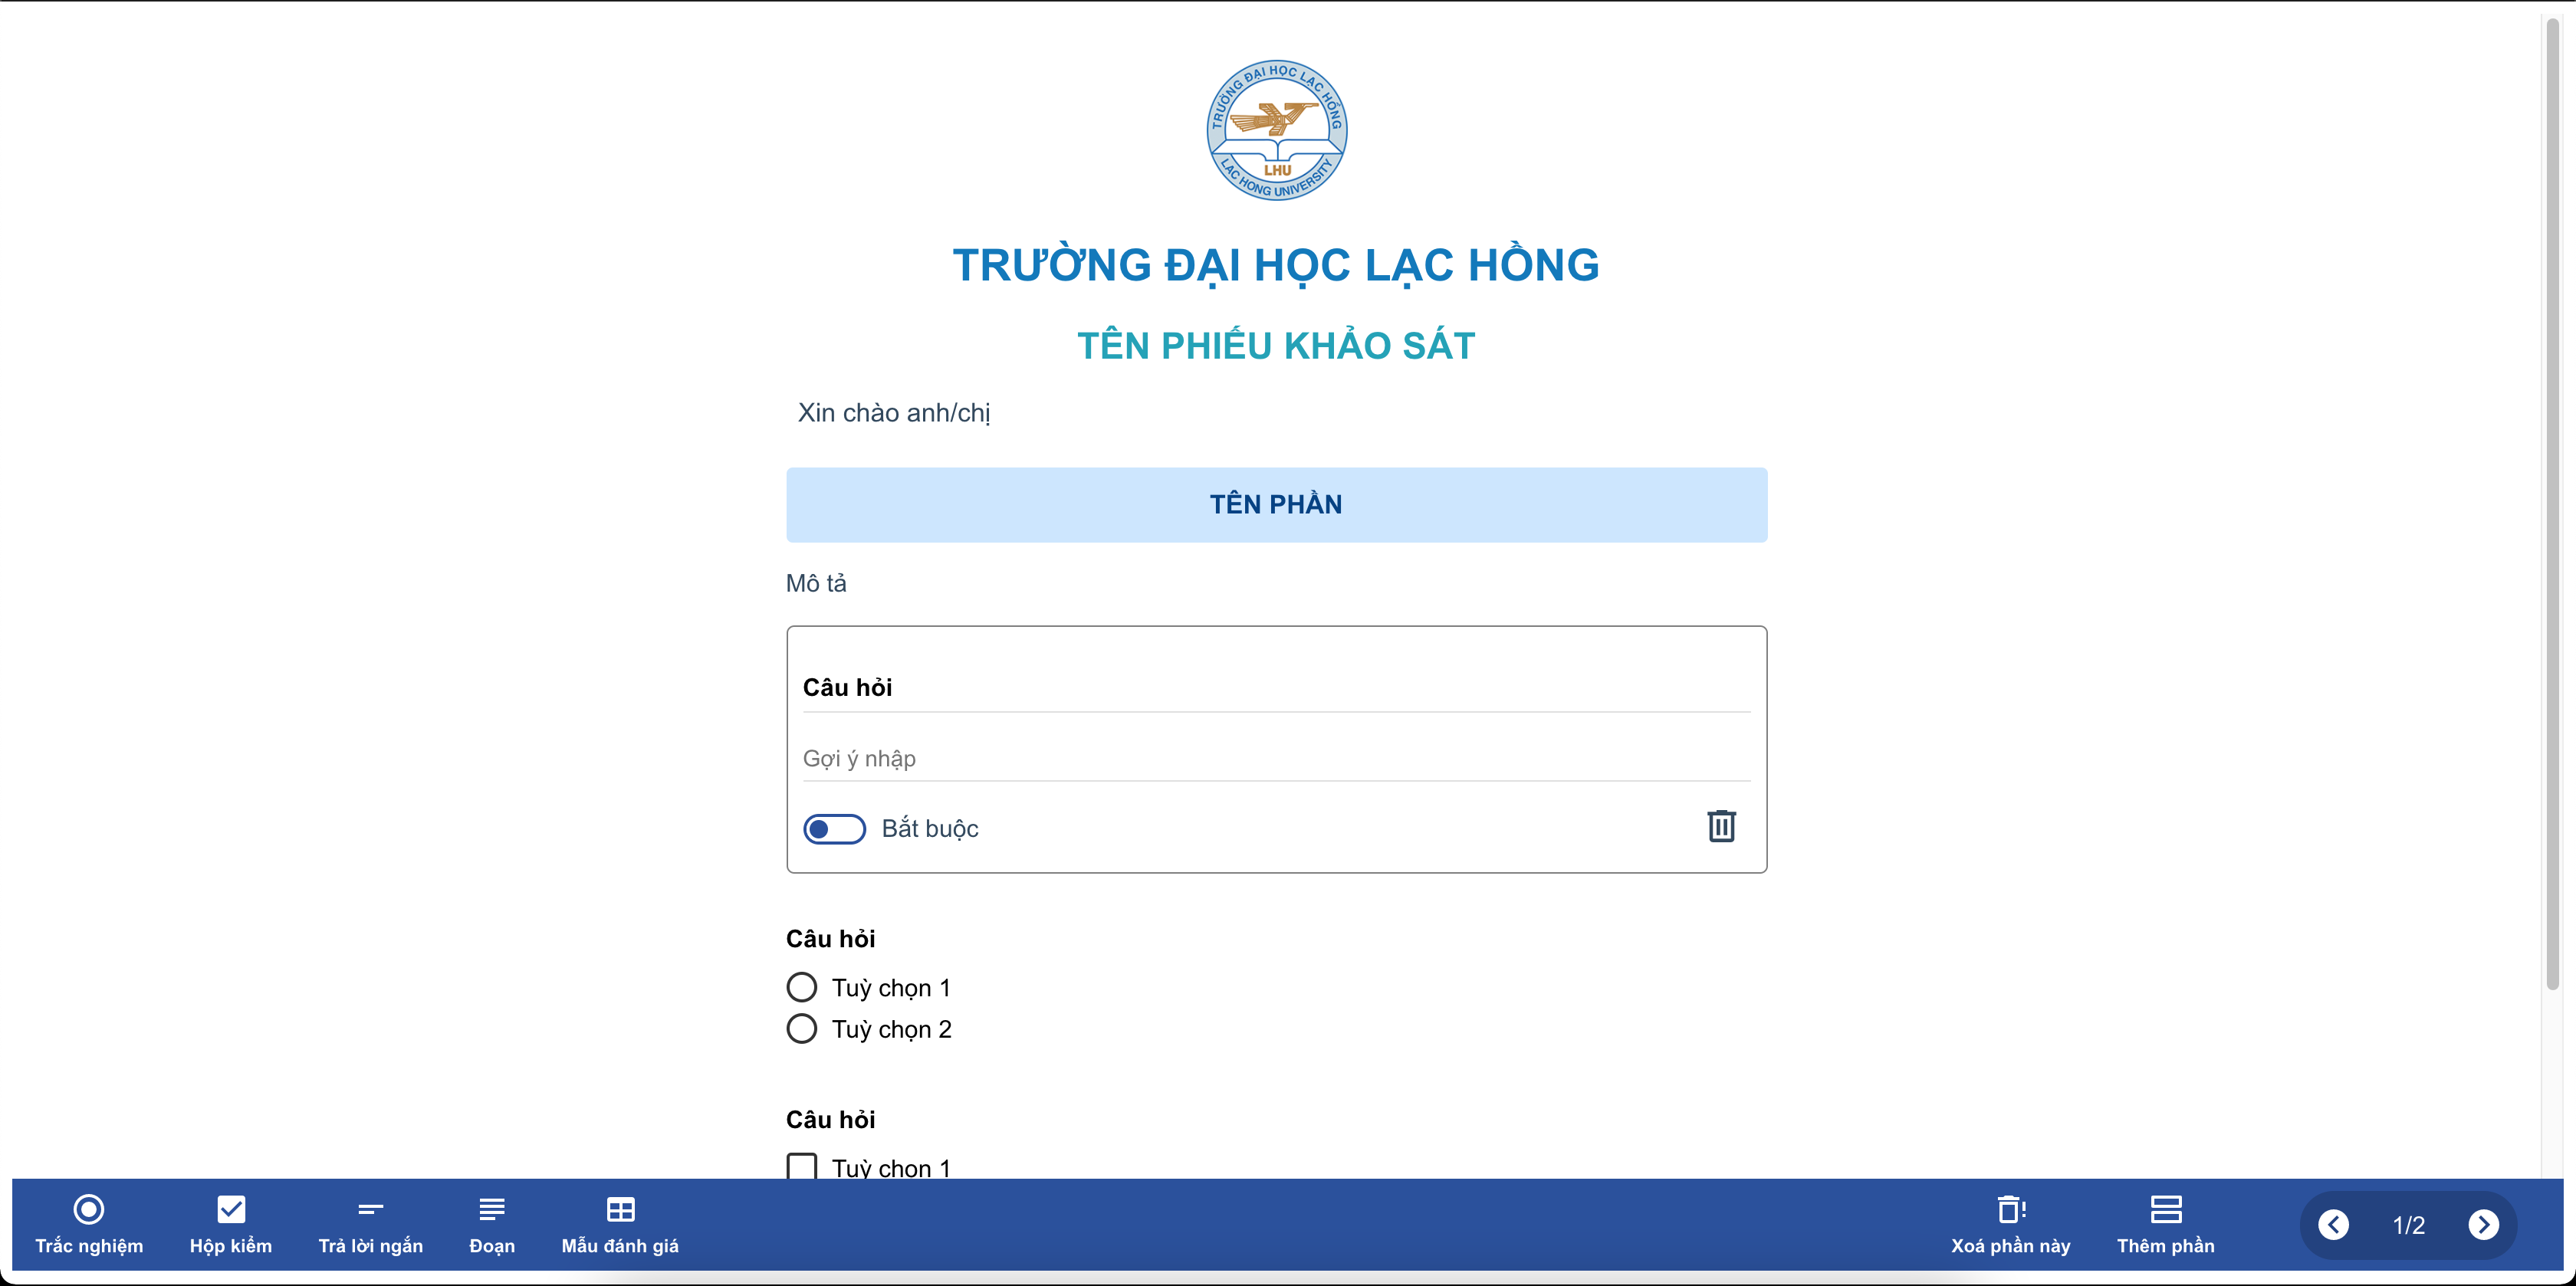 TRƯỜNG ĐẠI HỌC LẠC HỒNG
LHU
LAC HONG UNIVERSITY
TRƯỜNG ĐẠI HỌC LẠC HỒNG
TÊN PHIẾU KHẢO SÁT
Xin chào anh/chị
TÊN PHẦN
Mô tả
Câu hỏi
Gợi ý nhập
Bắt buộc
Câu hỏi
Tuỳ chọn 1
Tuỳ chọn 2
Câu hỏi
Tuỳ chọn 1
Trắc nghiệm
Hộp kiểm
Trả lời ngắn
Đoạn
Mẫu đánh giá
Xoá phần này
Thêm phần
1/2